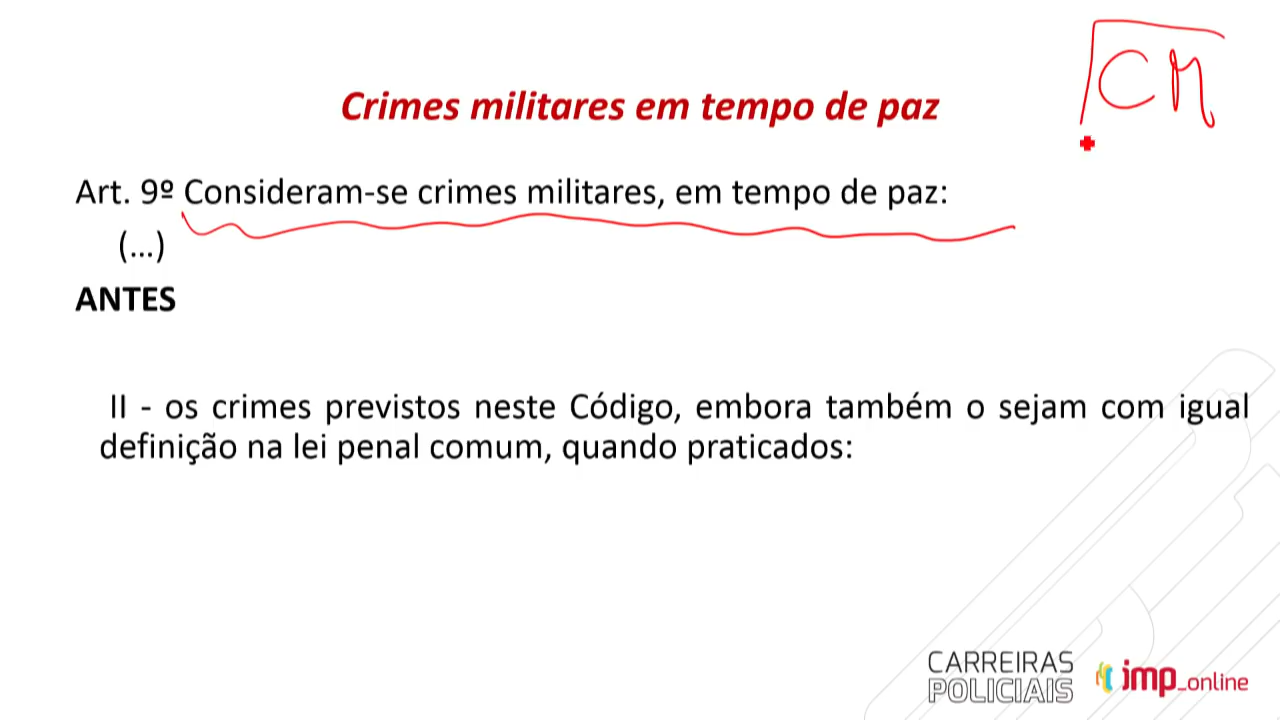 CM
Crimes militares em tempo de paz
Art. 9º Consideram-se crimes militares, em tempo de paz:
(...)
ANTES
II - os crimes previstos neste Código, embora também o sejam com igual
definição na lei penal comum, quando praticados:
CARREIRAS
POLICIAIS
imp_online